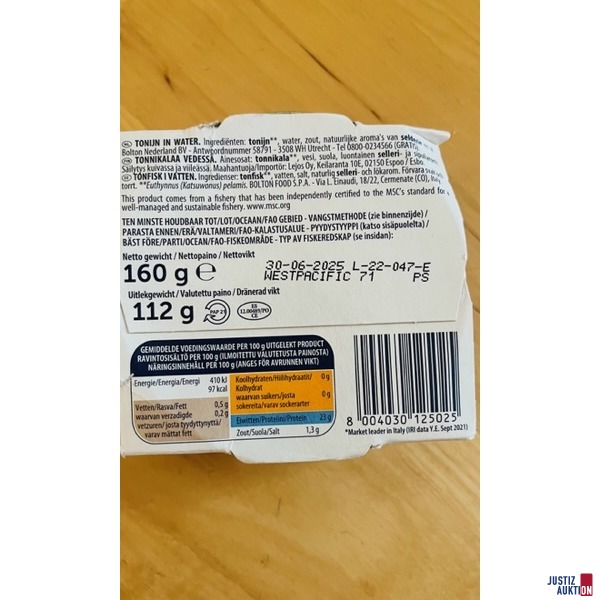 TONIJN IN WATER. Ingrediënten: tonijn**, water, zout, natuurlijke aroma's van
Bolton Nederland BV - Antwoordnummer 58791 - 3508 WH Utrecht - Tel 0800-0234566
TONNIKALAA VEDESSÄ. Ainesosat: tonnikala**, vesi, suola, luontainen selleri-
Säilytys kuivassa ja viileässä. Maahantuoja/Importör: Lejos Oy, Keilaranta 10E, 02150 Espoo / Esbo.
TONFISK I VATTEN. Ingredienser: tonfisk**, vatten, salt, naturlig selleri- och lökarom. Förvaras svalt och
torrt. **Euthynnus (Katsuwonus) pelamis. BOLTON FOOD S.P.A. - Via L. Einaudi, 18/22, Cermenate (CO),
This product comes from a fishery that has been independently certified to the MSC's standard for
well-managed and sustainable fishery. www.msc.org
TEN MINSTE HOUDBAAR TOT/LOT/OCEAAN/FAO GEBIED - VANGSTMETHODE (zie binnenzijde)/
PARASTA ENNEN/ERÄ/VALTAMERI/FAO-KALASTUSALUE - PYYDYSTYYPPI (katso sisäpuolelta) /
BÄST FÖRE/PARTI/OCEAN/FAO-FISKEOMRÅDE - TYP AV FISKEREDSKAP (se insidan):
Netto gewicht / Nettopaino / Nettovikt
160 g ℮
30-06-2025 L-22-047-E
WESTPACIFIC 71 PS
Uitlekgewicht / Valutettu paino / Dränerad vikt
112 g
PAP 21
ES
12.00489/PO
CE
GEMIDDELDE VOEDINGSWAARDE PER 100 g UITGELEKT PRODUCT
RAVINTOSISÄLTÖ PER 100 g (ILMOITETTU VALUTETUSTA PAINOSTA)
NÄRINGSINNEHÅLL PER 100 g (ANGES FÖR AVRUNNEN VIKT)
Energie/Energia/Energi 410 kJ
97 kcal
Vetten/Rasva/Fett 0,5 g
waarvan verzadigde 0,2 g
vetzuren/ josta tyydyttynyttä/
varav mättat fett
Koolhydraten/Hiilihydraatit/ 0 g
Kolhydrat
waarvan suikers/josta 0 g
sokereita/varav sockerarter
Eiwitten/Proteiini/Protein 23 g
Zout/Suola/Salt 1,3 g
8 004030 125025
*Market leader in Italy (IRI data Y.E. Sept 2021)
JUSTIZ
AUKTION